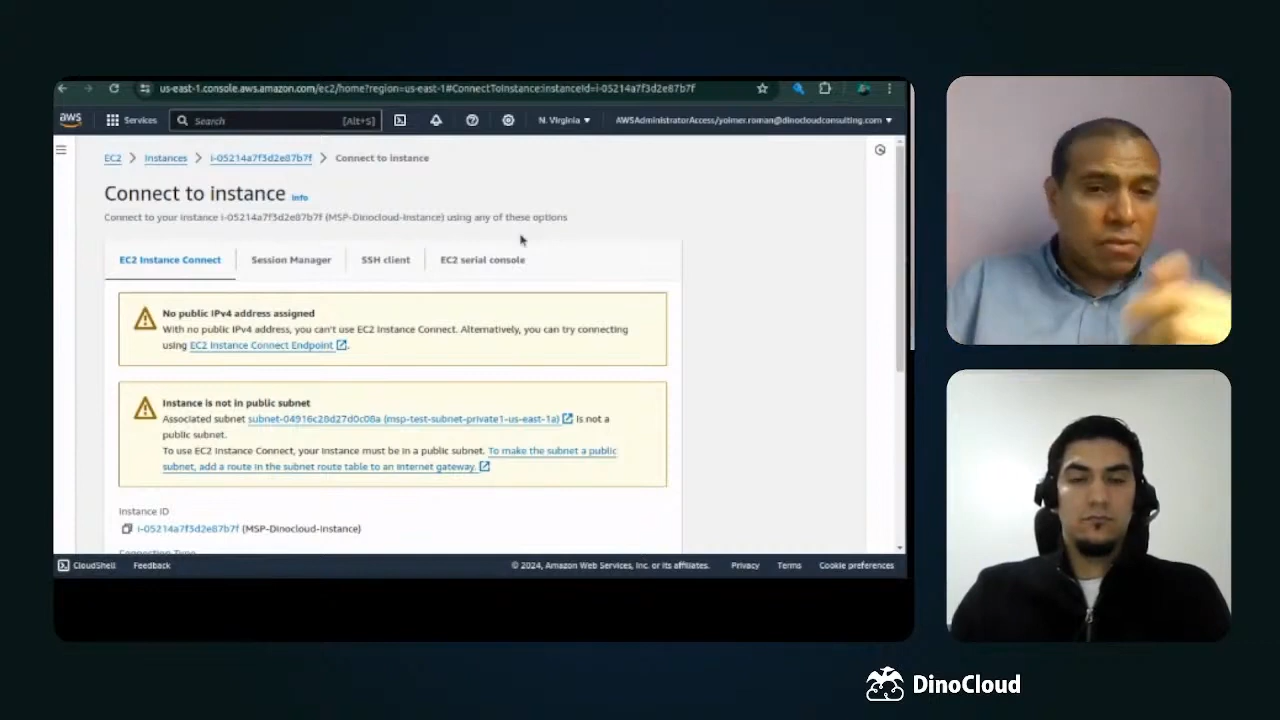 us-east-1.console.aws.amazon.com/ec2/home?region=us-east-1#ConnectToInstance:instanceId=i-05214a7f3d2e87b7f
aws Services Search [Alt+S] N. Virginia AWSAdministratorAccess/yoimer.roman@dinocloudconsulting.com
EC2 Instances i-05214a7f3d2e87b7f Connect to instance
Connect to instance Info
Connect to your instance i-05214a7f3d2e87b7f (MSP-Dinocloud-Instance) using any of these options
EC2 Instance Connect Session Manager SSH client EC2 serial console
No public IPv4 address assigned
With no public IPv4 address, you can't use EC2 Instance Connect. Alternatively, you can try connecting
using EC2 Instance Connect Endpoint.
Instance is not in public subnet
Associated subnet subnet-04916c28d27d0c08a (msp-test-subnet-private1-us-east-1a) is not a
public subnet.
To use EC2 Instance Connect, your instance must be in a public subnet. To make the subnet a public
subnet, add a route in the subnet route table to an internet gateway.
Instance ID
i-05214a7f3d2e87b7f (MSP-Dinocloud-Instance)
Connection Type
CloudShell Feedback © 2024, Amazon Web Services, Inc. or its affiliates. Privacy Terms Cookie preferences
DinoCloud